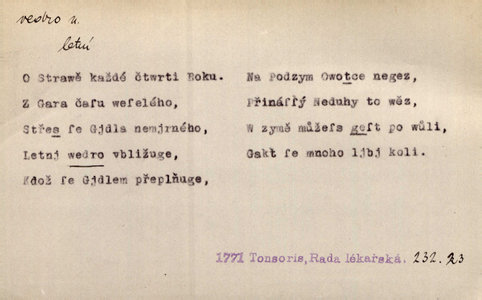 vedro n.
letní
O Strawě každé čtwrti Roku.
Z Gara čaſu weſelého,
Střes ſe Gjdla nemjrného.
Letnj wedro vbližuge,
Kdož ſe Gjdlem přeplňuge,
Na Podzym Owotce negez,
Přináſſý Neduhy to wěz,
W zymě můžeſs geſt po wůli,
Gakť ſe mnoho ljbj koli.
1771 Tonsoris, Rada lékařská. 232. 23